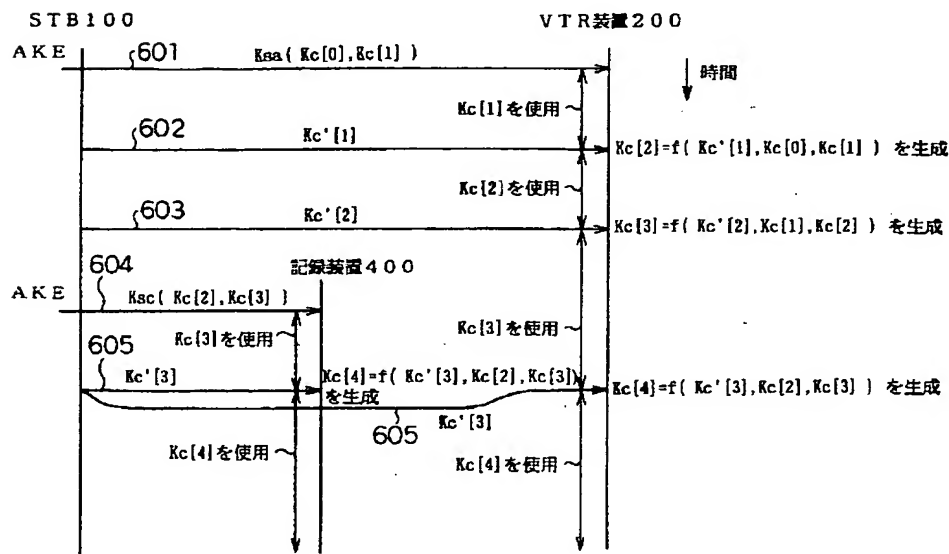 STB100
VTR装置200
AKE
601
Ksa( Kc[0],Kc[1] )
時間
Kc[1]を使用
602
Kc'[1]
Kc[2]=f( Kc'[1],Kc[0],Kc[1] ) を生成
Kc[2]を使用
603
Kc'[2]
Kc[3]=f( Kc'[2],Kc[1],Kc[2] ) を生成
604
記録装置400
AKE
Ksc( Kc[2],Kc[3] )
Kc[3]を使用
Kc[3]を使用
605
Kc'[3]
Kc[4]=f( Kc'[3],Kc[2],Kc[3])
を生成
Kc[4]=f( Kc'[3],Kc[2],Kc[3] ) を生成
Kc'[3]
605
Kc[4]を使用
Kc[4]を使用